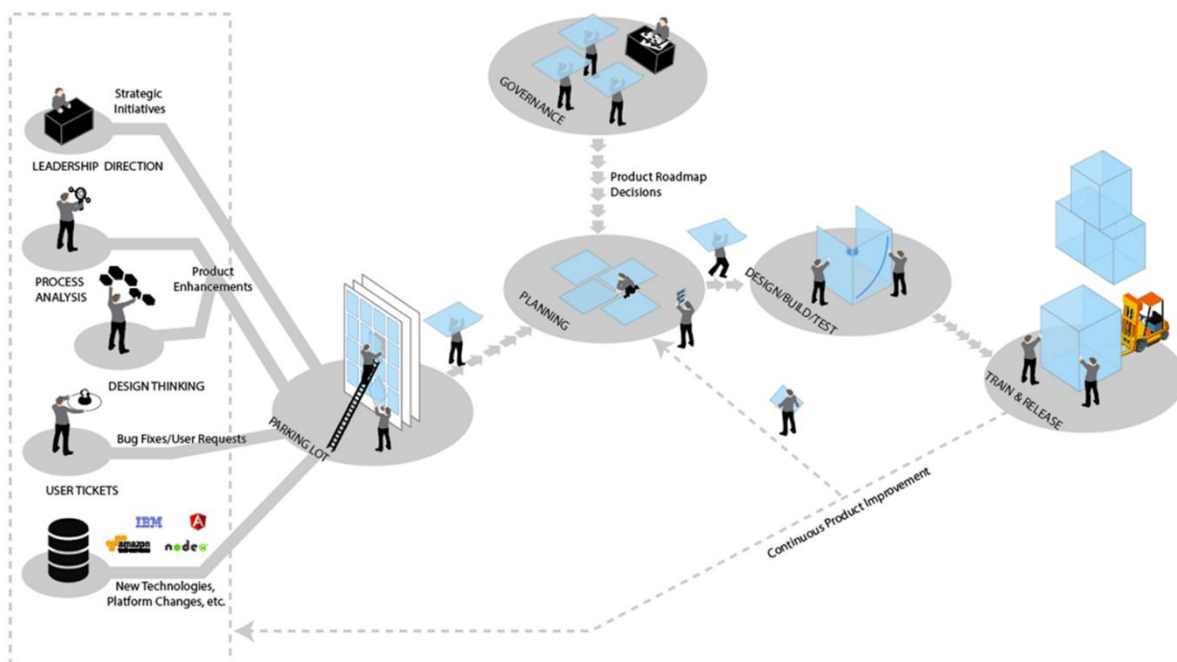 Strategic
Initiatives
LEADERSHIP DIRECTION
PROCESS
ANALYSIS
Product
Enhancements
DESIGN THINKING
Bug Fixes/User Requests
USER TICKETS
IBM
A
amazon
node
New Technologies,
Platform Changes, etc.
PARKING LOT
GOVERNANCE
Product Roadmap
Decisions
PLANNING
DESIGN/BUILD/TEST
TRAIN & RELEASE
Continuous Product Improvement